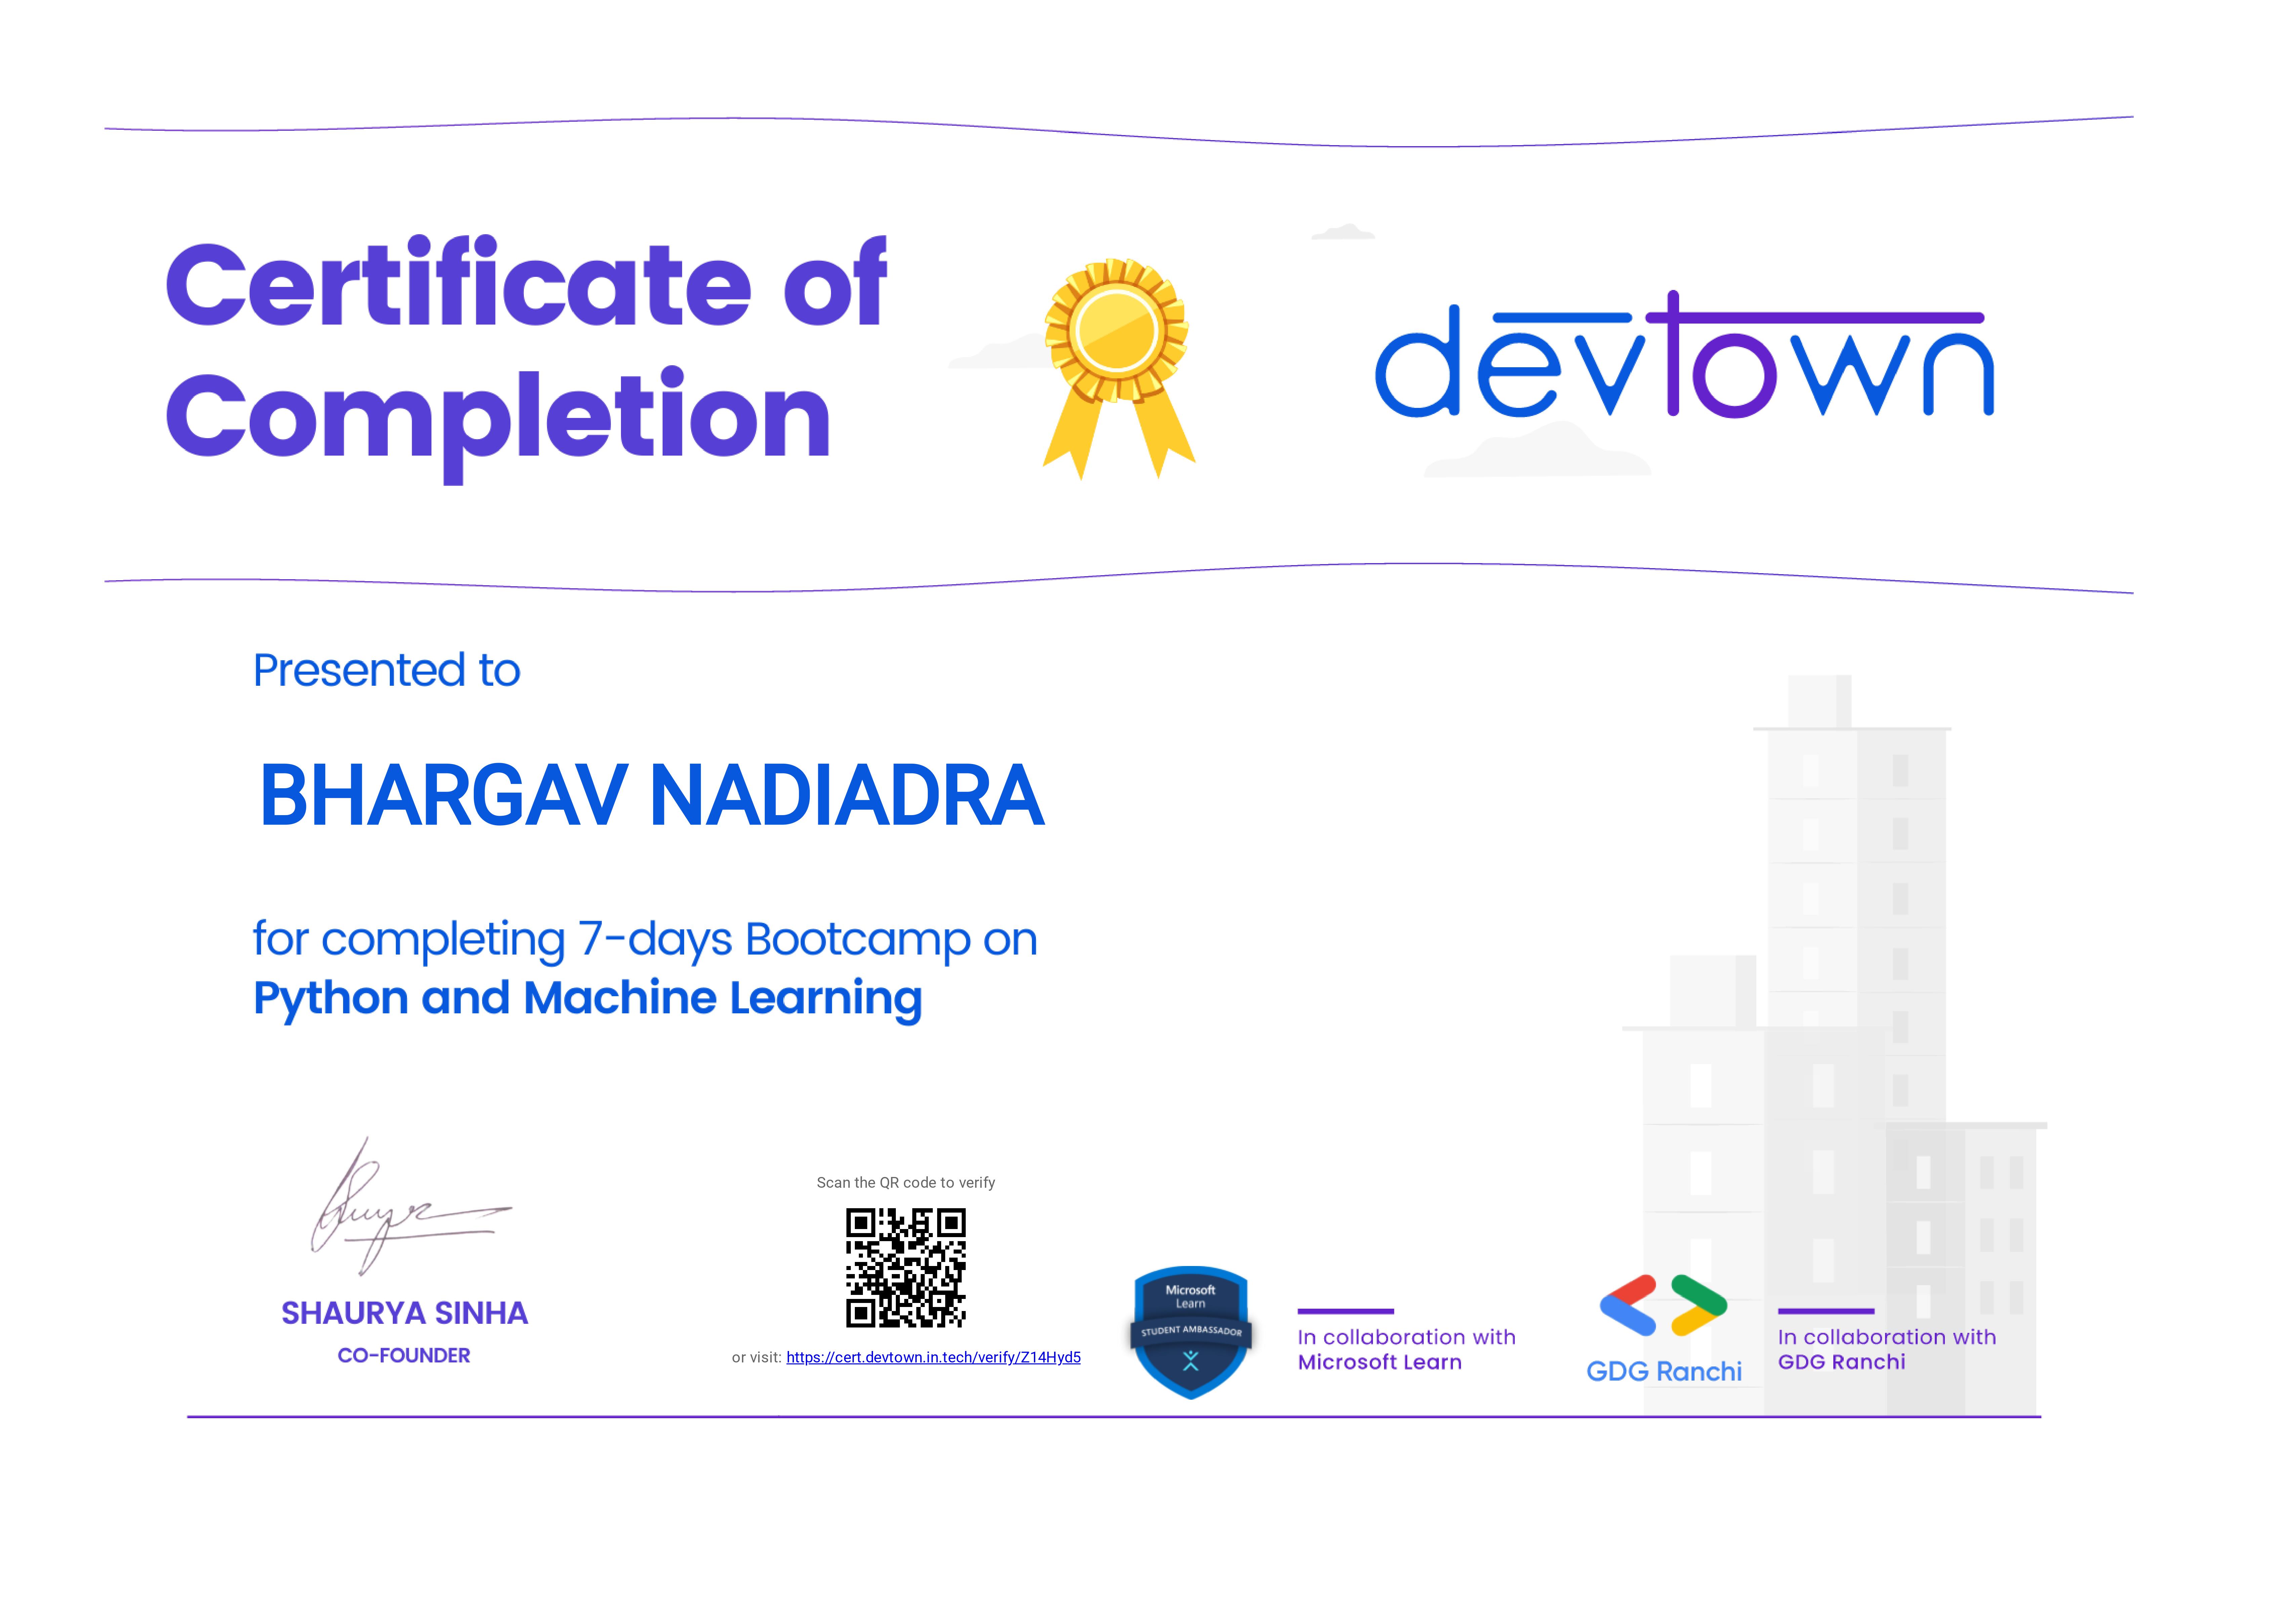 Certificate of
Completion
devtown
Presented to
BHARGAV NADIADRA
for completing 7-days Bootcamp on
Python and Machine Learning
SHAURYA SINHA
CO-FOUNDER
Scan the QR code to verify
or visit: https://cert.devtown.in.tech/verify/Z14Hyd5
Microsoft
Learn
STUDENT AMBASSADOR
In collaboration with
Microsoft Learn
GDG Ranchi
In collaboration with
GDG Ranchi